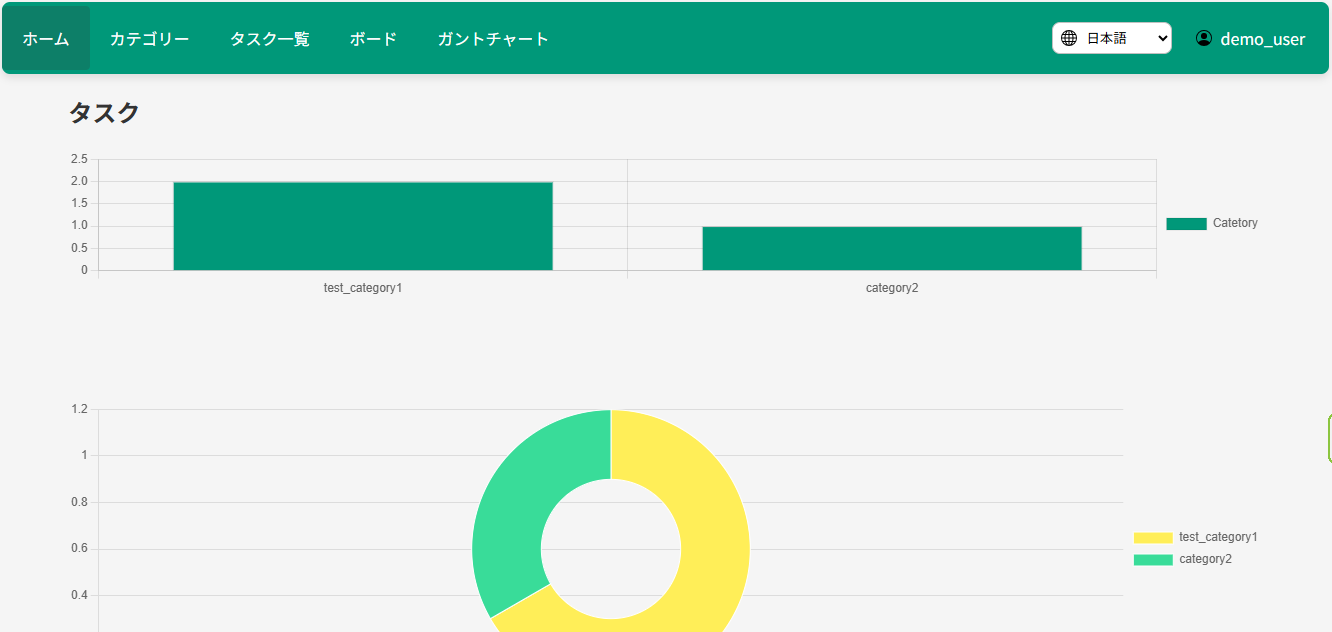 ホーム カテゴリー タスク一覧 ボード ガントチャート 日本語 demo_user
タスク
2.5
2.0
1.5
1.0
0.5
0
Catetory
test_category1 category2
1.2
1
0.8
0.6
0.4
test_category1
category2